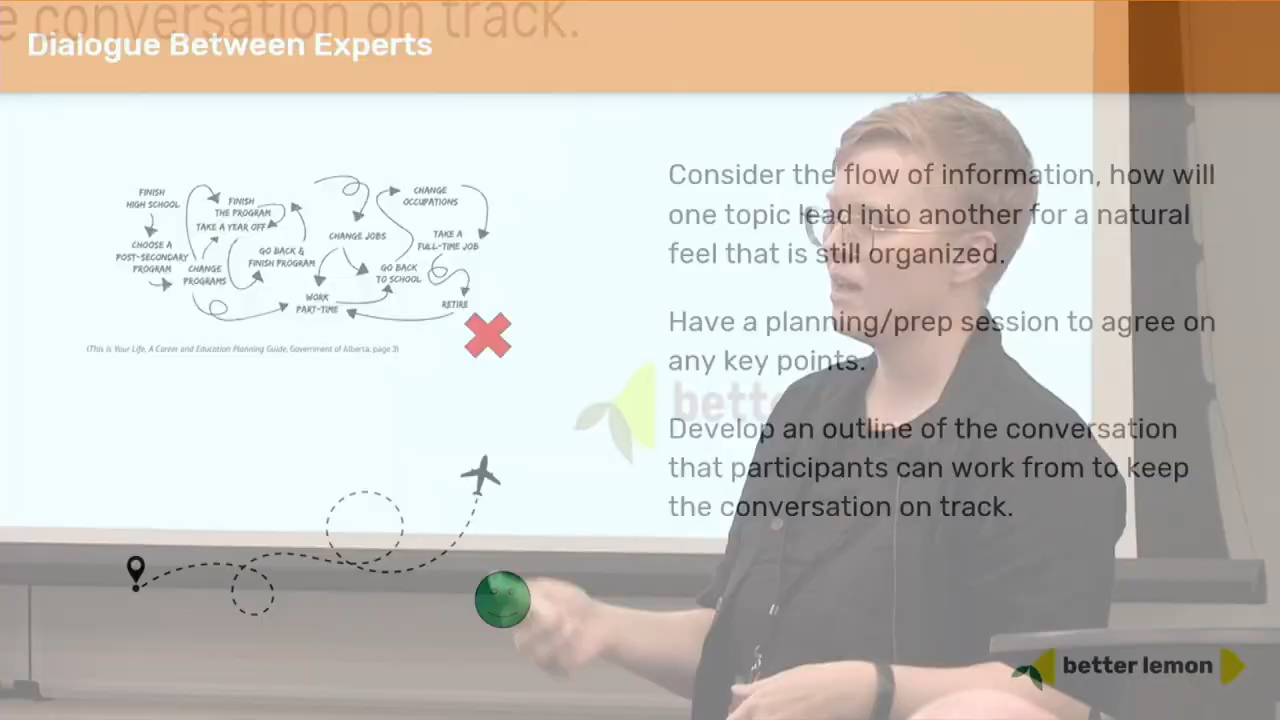 e conversation on track.
Dialogue Between Experts
FINISH
HIGH SCHOOL
CHOOSE A
POST-SECONDARY
PROGRAM
CHANGE
PROGRAMS
FINISH
THE PROGRAM
TAKE A YEAR OFF
GO BACK &
FINISH PROGRAM
WORK
PART-TIME
CHANGE JOBS
GO BACK
TO SCHOOL
CHANGE
OCCUPATIONS
TAKE A
FULL-TIME JOB
RETIRE
(This is Your Life, A Career and Education Planning Guide, Government of Alberta, page 3)
Consider the flow of information, how will
one topic lead into another for a natural
feel that is still organized.
Have a planning/prep session to agree on
any key points.
Develop an outline of the conversation
that participants can work from to keep
the conversation on track.
bette
better lemon